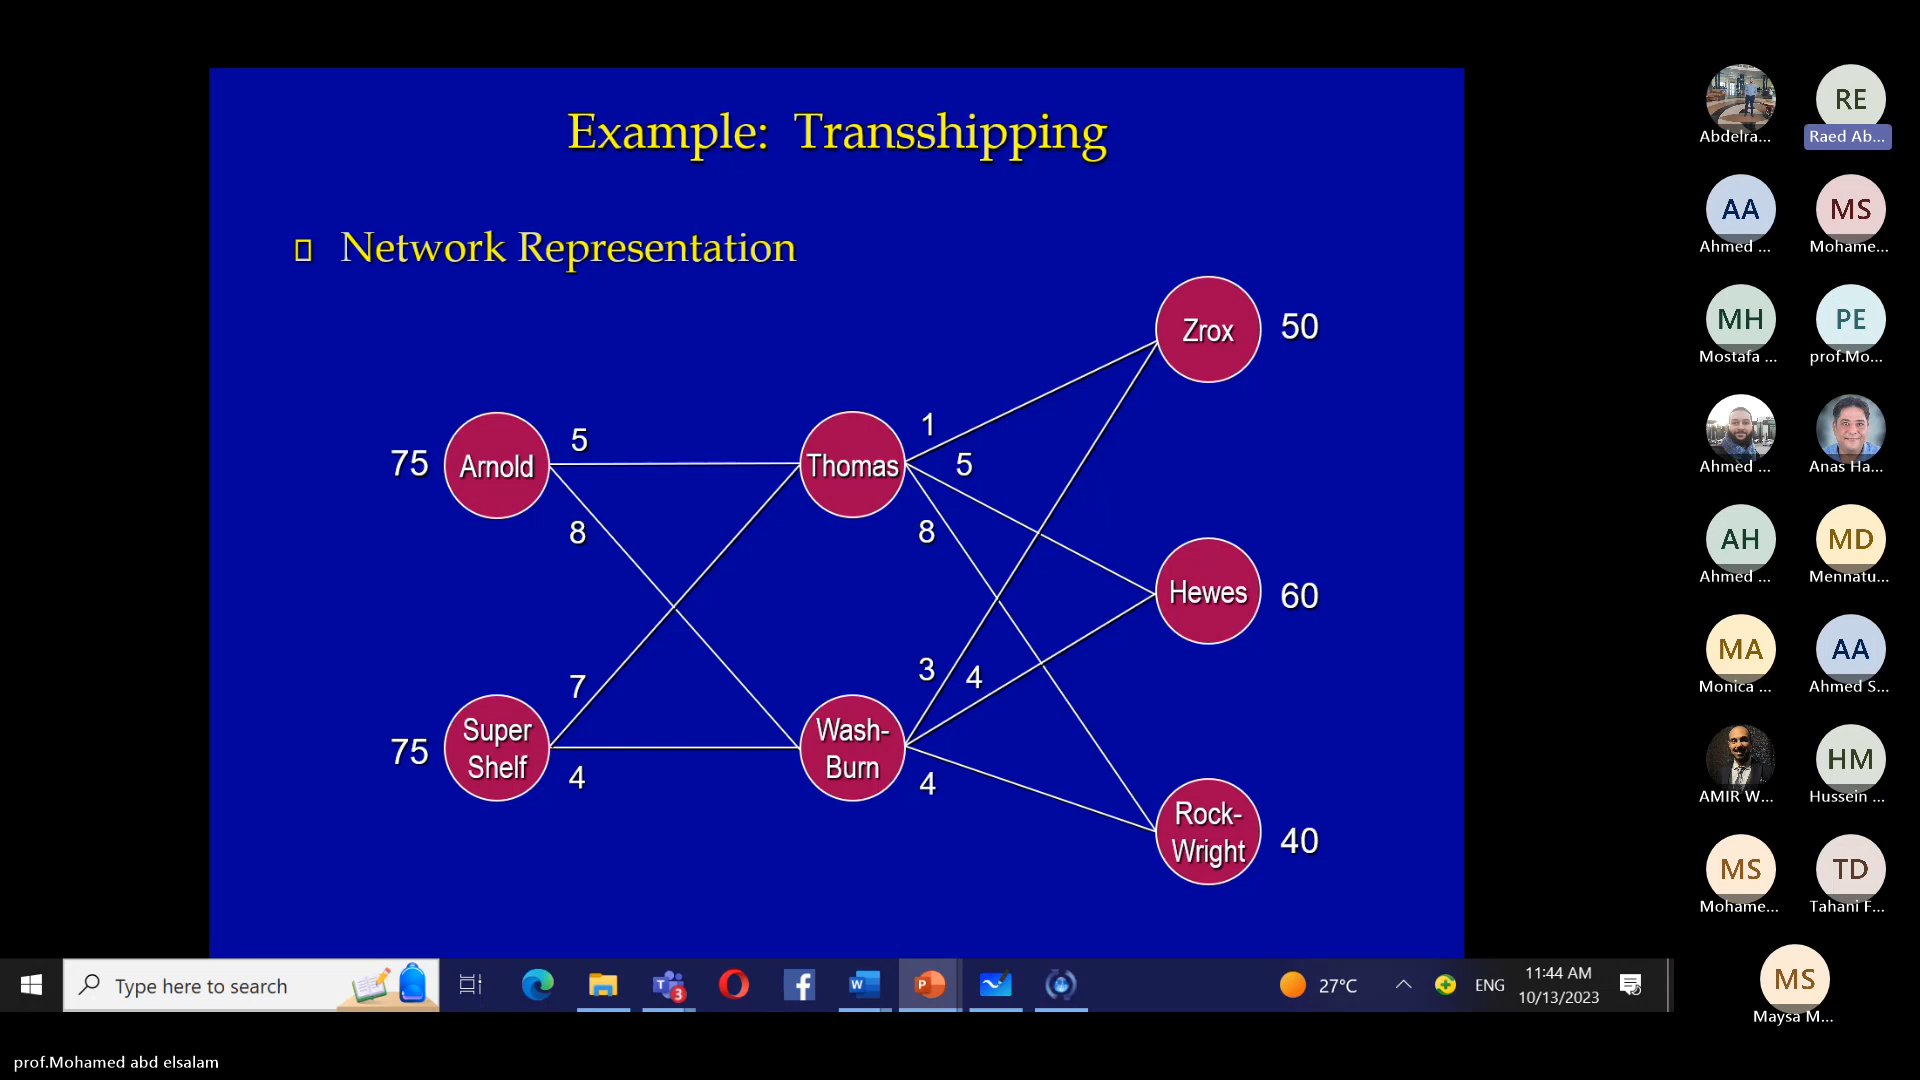 Example: Transshipping
Network Representation
Zrox
50
75
Arnold
5
8
Thomas
1
5
8
Hewes
60
75
Super
Shelf
7
4
Wash-
Burn
3
4
4
Rock-
Wright
40
Abdelra...
RE
Raed Ab...
AA
Ahmed ...
MS
Mohame...
MH
Mostafa ...
PE
prof.Mo...
Ahmed ...
Anas Ha...
AH
Ahmed ...
MD
Mennatu...
MA
Monica ...
AA
Ahmed S...
AMIR W...
HM
Hussein ...
MS
Mohame...
TD
Tahani F...
MS
Maysa M...
Type here to search
3
27°C
ENG
11:44 AM
10/13/2023
prof.Mohamed abd elsalam